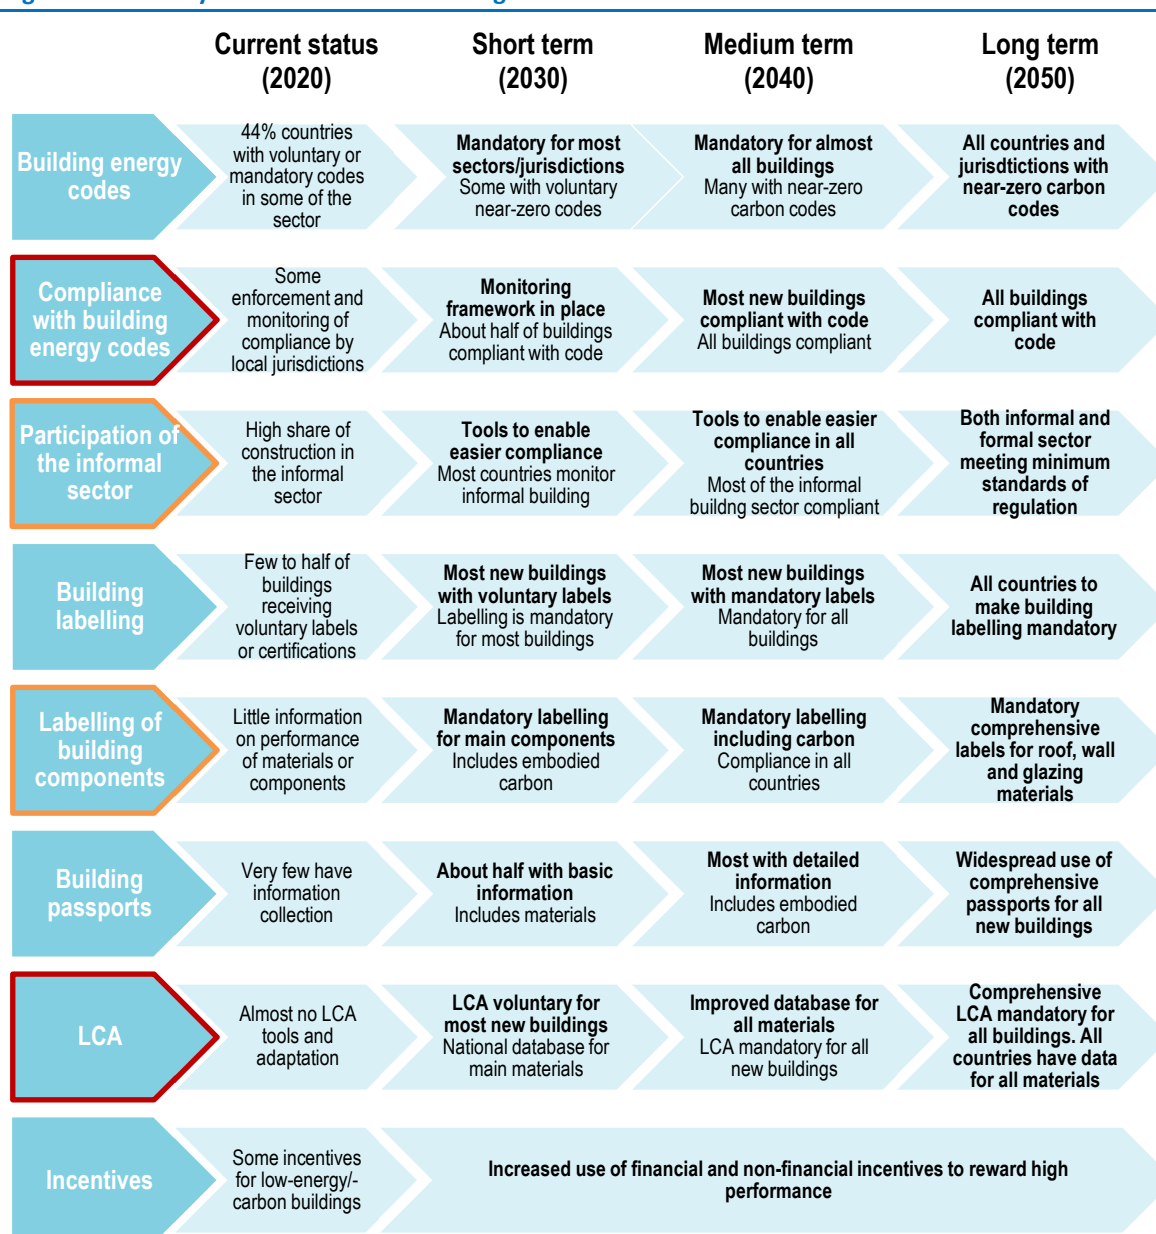 Current status
(2020)
Short term
(2030)
Medium term
(2040)
Long term
(2050)
Building energy
codes
44% countries
with voluntary or
mandatory codes
in some of the
sector
Mandatory for most
sectors/jurisdictions
Some with voluntary
near-zero codes
Mandatory for almost
all buildings
Many with near-zero
carbon codes
All countries and
jurisdtictions with
near-zero carbon
codes
Compliance
with building
energy codes
Some
enforcement and
monitoring of
compliance by
local jurisdictions
Monitoring
framework in place
About half of buildings
compliant with code
Most new buildings
compliant with code
All buildings compliant
All buildings
compliant with
code
Participation of
the informal
sector
High share of
construction in
the informal
sector
Tools to enable
easier compliance
Most countries monitor
informal building
Tools to enable easier
compliance in all
countries
Most of the informal
buildng sector compliant
Both informal and
formal sector
meeting minimum
standards of
regulation
Building
labelling
Few to half of
buildings
receiving
voluntary labels
or certifications
Most new buildings
with voluntary labels
Labelling is mandatory
for most buildings
Most new buildings
with mandatory labels
Mandatory for all
buildings
All countries to
make building
labelling mandatory
Labelling of
building
components
Little information
on performance
of materials or
components
Mandatory labelling
for main components
Includes embodied
carbon
Mandatory labelling
including carbon
Compliance in all
countries
Mandatory
comprehensive
labels for roof, wall
and glazing
materials
Building
passports
Very few have
information
collection
About half with basic
information
Includes materials
Most with detailed
information
Includes embodied
carbon
Widespread use of
comprehensive
passports for all
new buildings
LCA
Almost no LCA
tools and
adaptation
LCA voluntary for
most new buildings
National database for
main materials
Improved database for
all materials
LCA mandatory for all
new buildings
Comprehensive
LCA mandatory for
all buildings. All
countries have data
for all materials
Incentives
Some incentives
for low-energy/-
carbon buildings
Increased use of financial and non-financial incentives to reward high
performance